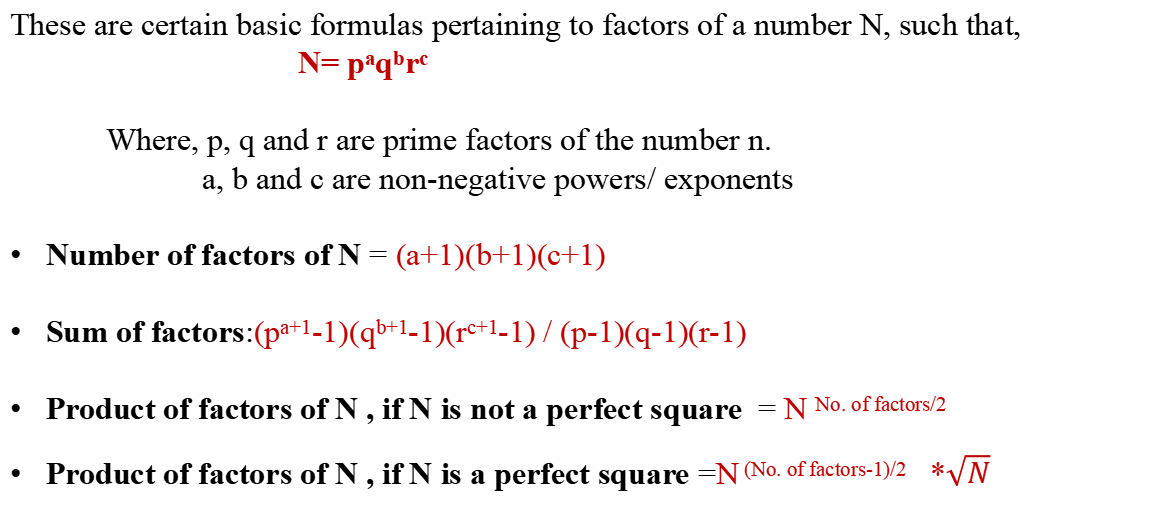 These are certain basic formulas pertaining to factors of a number N, such that,
N= pᵃqᵇrᶜ
Where, p, q and r are prime factors of the number n.
a, b and c are non-negative powers/ exponents
• Number of factors of N = (a+1)(b+1)(c+1)
• Sum of factors:(pᵃ⁺¹-1)(qᵇ⁺¹-1)(rᶜ⁺¹-1) / (p-1)(q-1)(r-1)
• Product of factors of N , if N is not a perfect square = N No. of factors/2
• Product of factors of N , if N is a perfect square =N (No. of factors-1)/2 *√N